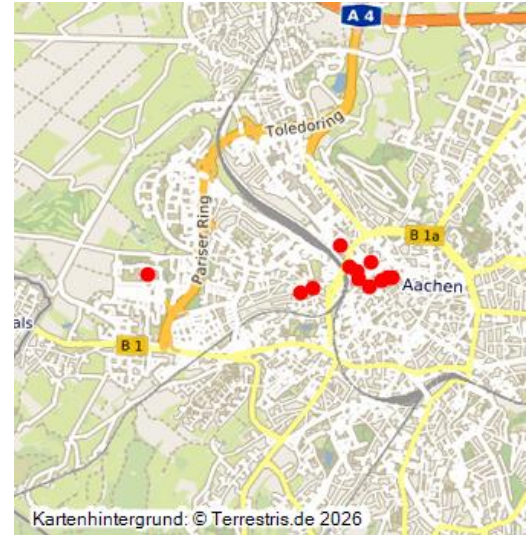 A 4
Toledoring
Pariser Ring
B 1a
Aachen
als
B 1
Kartenhintergrund: © Terrestris.de 2026